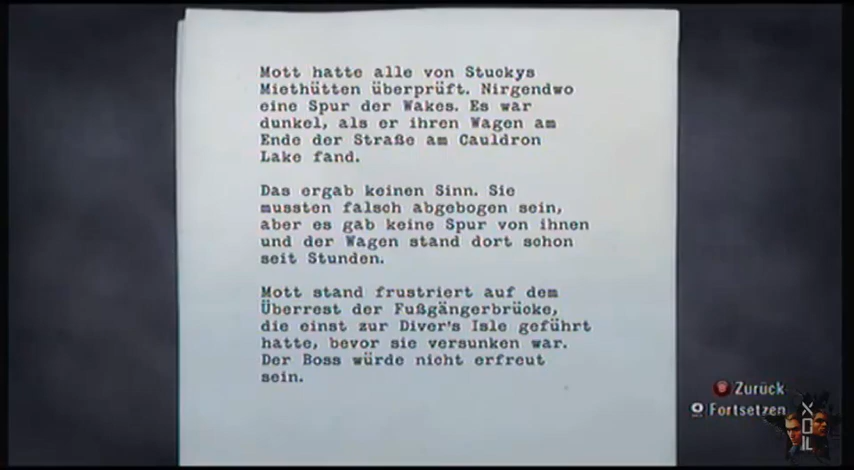 Mott hatte alle von Stuckys
Miethütten überprüft. Nirgendwo
eine Spur der Wakes. Es war
dunkel, als er ihren Wagen am
Ende der Straße am Cauldron
Lake fand.
Das ergab keinen Sinn. Sie
mussten falsch abgebogen sein,
aber es gab keine Spur von ihnen
und der Wagen stand dort schon
seit Stunden.
Mott stand frustriert auf dem
Überrest der Fußgängerbrücke,
die einst zur Diver's Isle geführt
hatte, bevor sie versunken war.
Der Boss würde nicht erfreut
sein.
Zurück
Fortsetzen